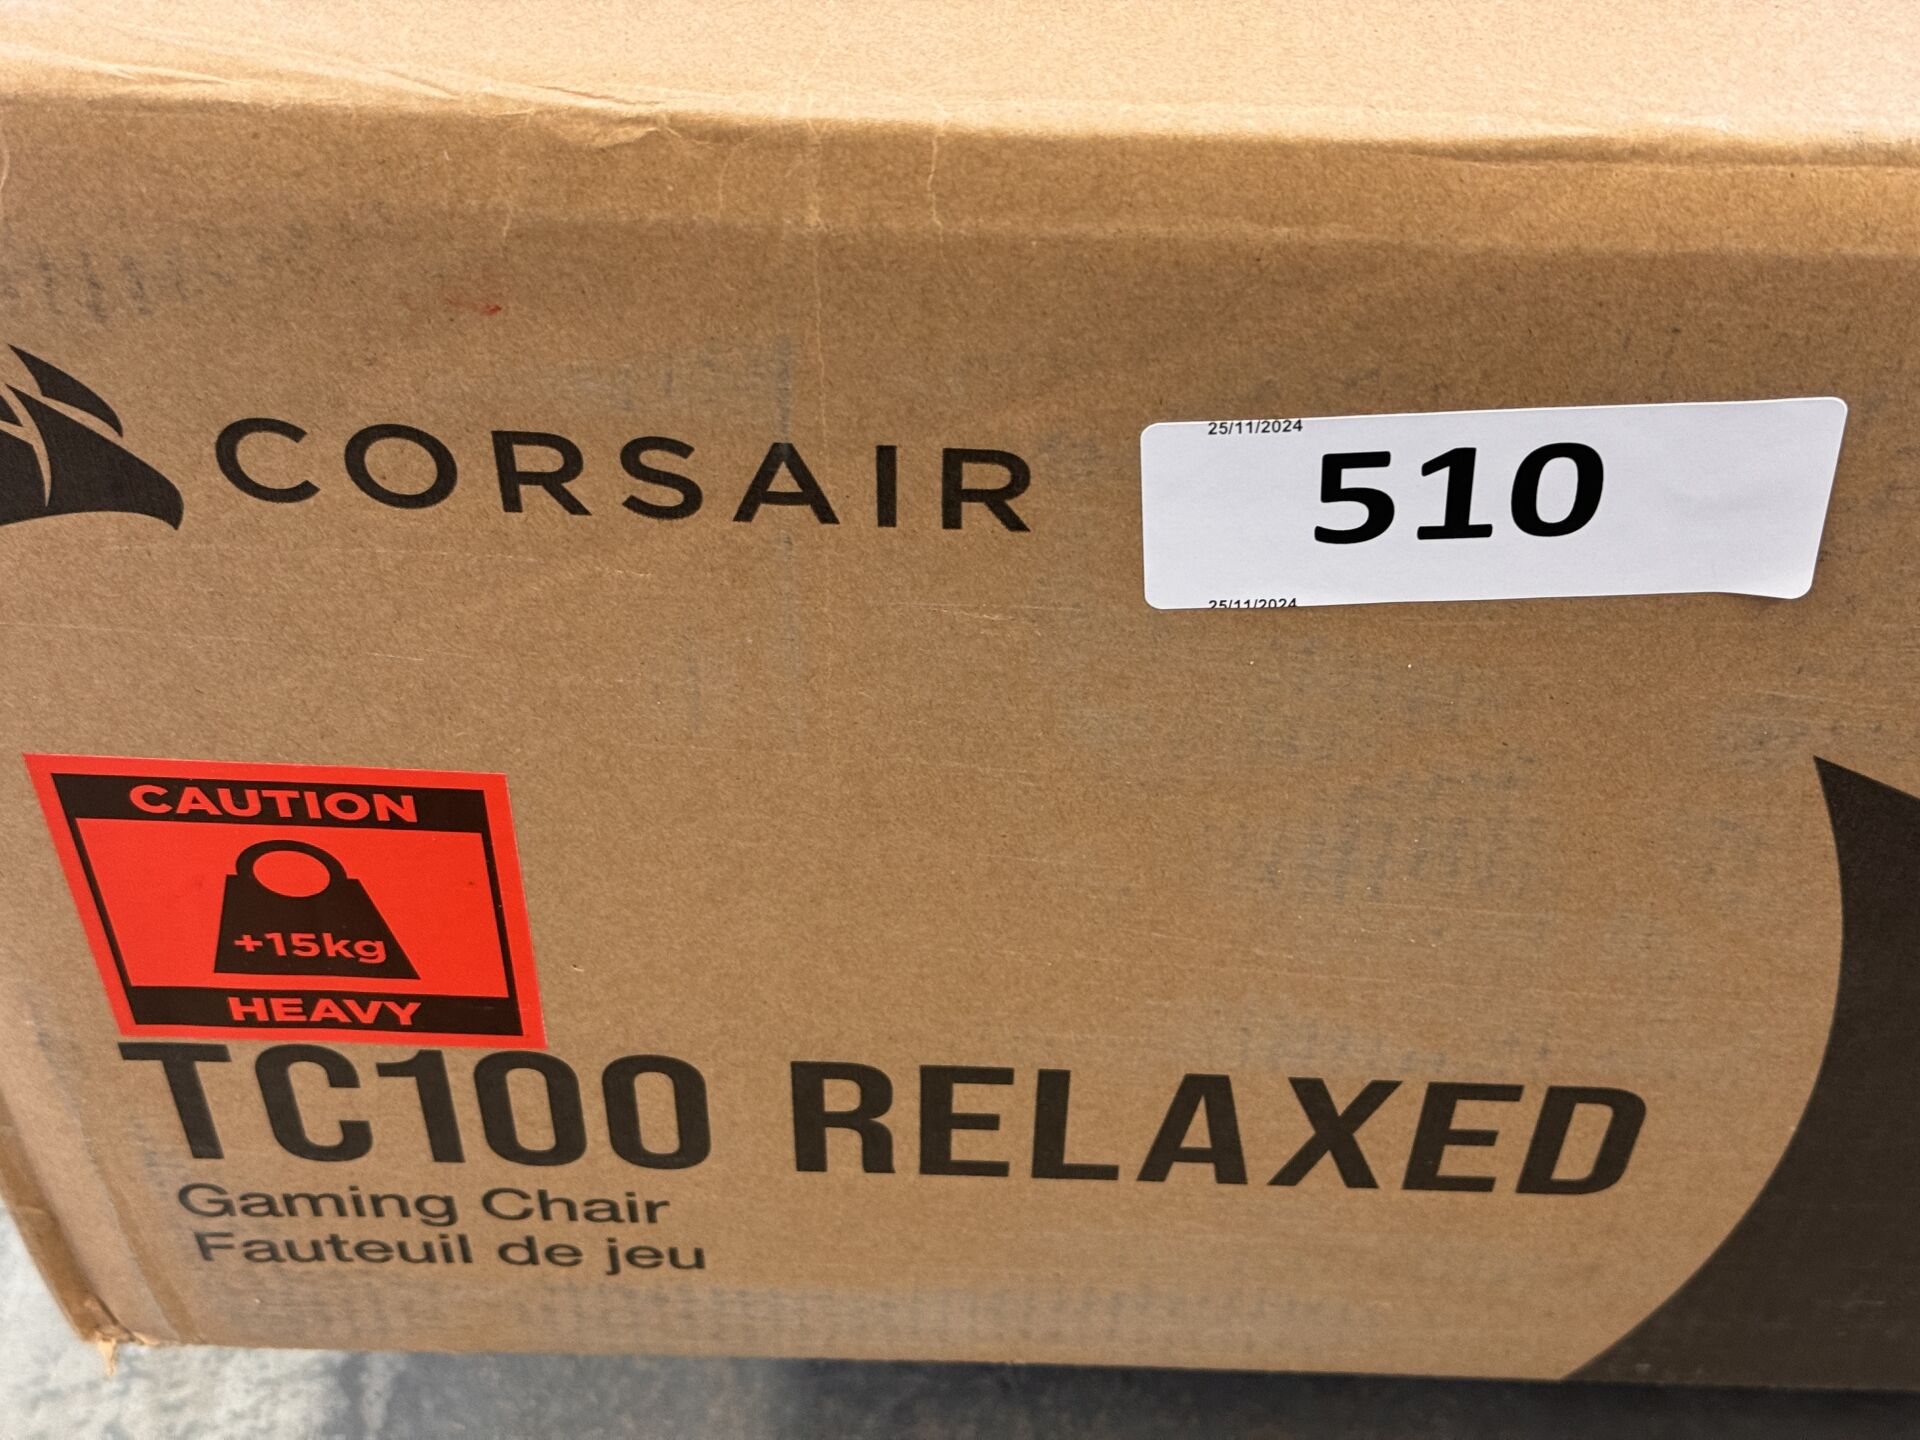 CORSAIR
25/11/2024
510
25/11/2024
CAUTION
+15kg
HEAVY
TC100 RELAXED
Gaming Chair
Fauteuil de jeu